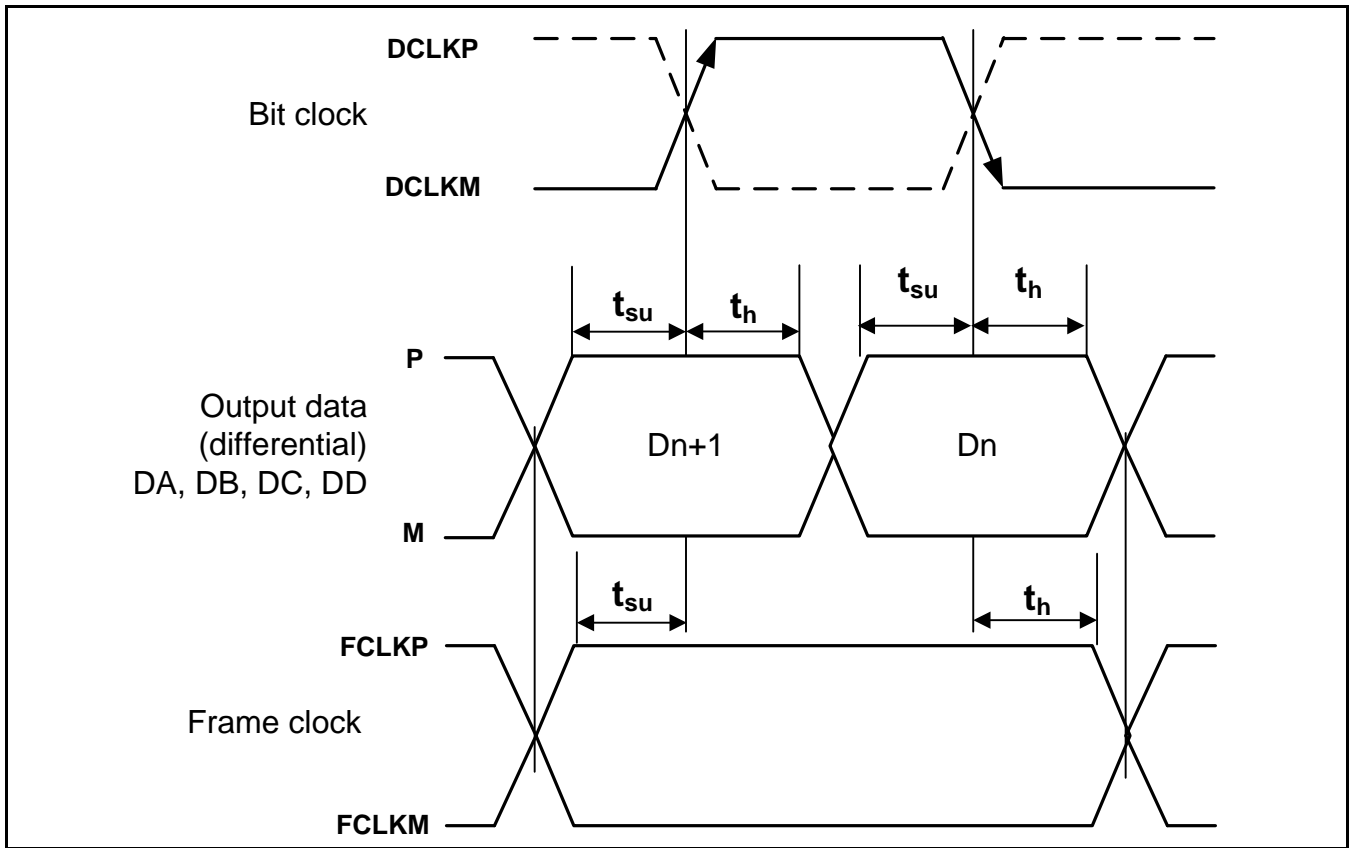 DCLKP
Bit clock
DCLKM
tsu
th
tsu
th
P
Output data
(differential)
DA, DB, DC, DD
Dn+1
Dn
M
tsu
th
FCLKP
Frame clock
FCLKM